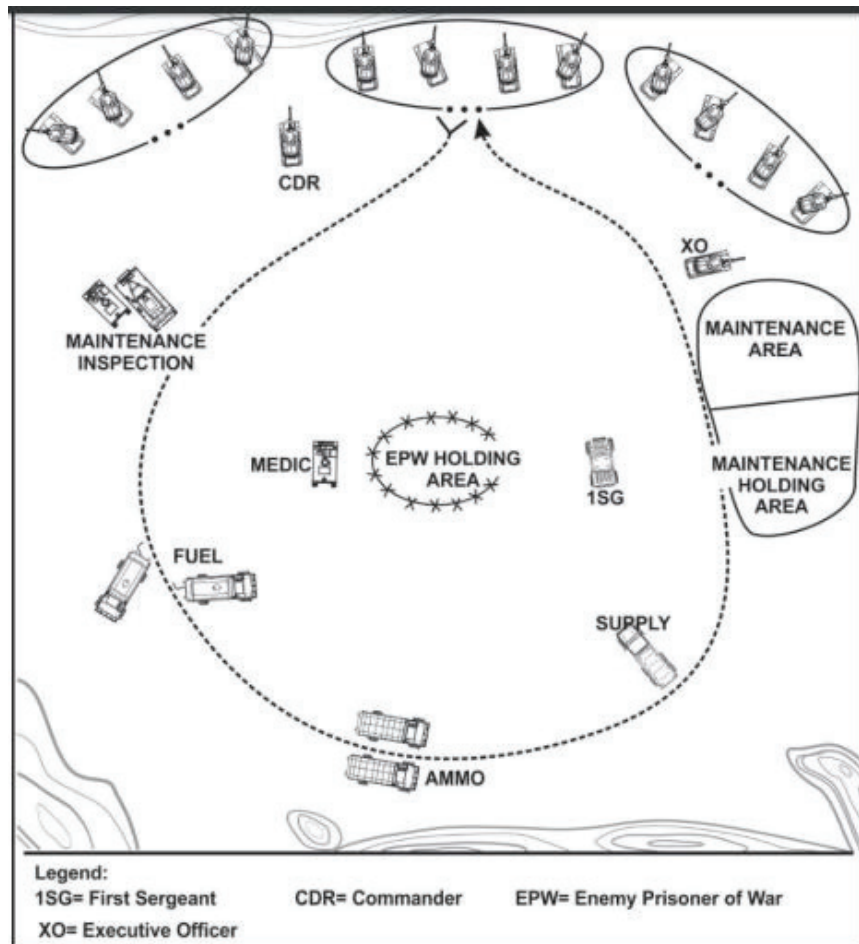 CDR
XO
MAINTENANCE
AREA
MAINTENANCE
INSPECTION
MEDIC
EPW HOLDING
AREA
1SG
MAINTENANCE
HOLDING
AREA
FUEL
SUPPLY
AMMO
Legend:
1SG= First Sergeant CDR= Commander EPW= Enemy Prisoner of War
XO= Executive Officer